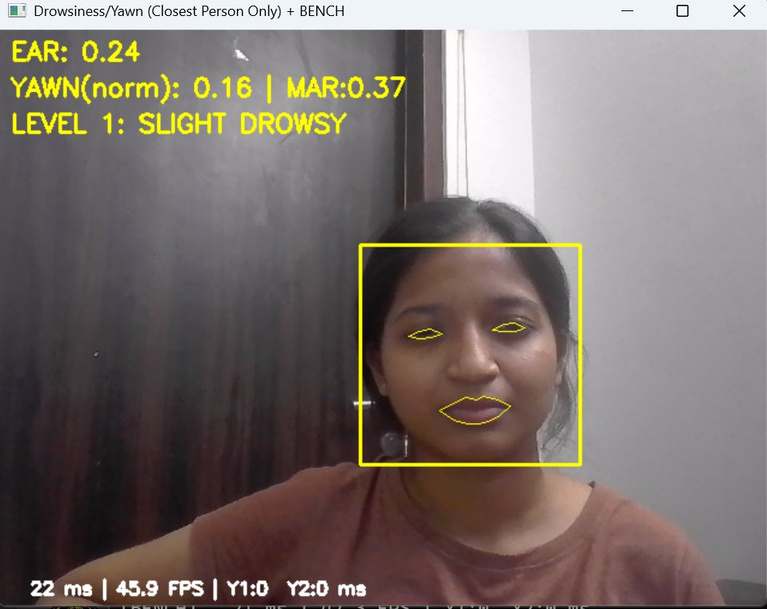 Drowsiness/Yawn (Closest Person Only) + BENCH
EAR: 0.24
YAWN(norm): 0.16 | MAR:0.37
LEVEL 1: SLIGHT DROWSY
22 ms | 45.9 FPS | Y1:0 Y2:0 ms